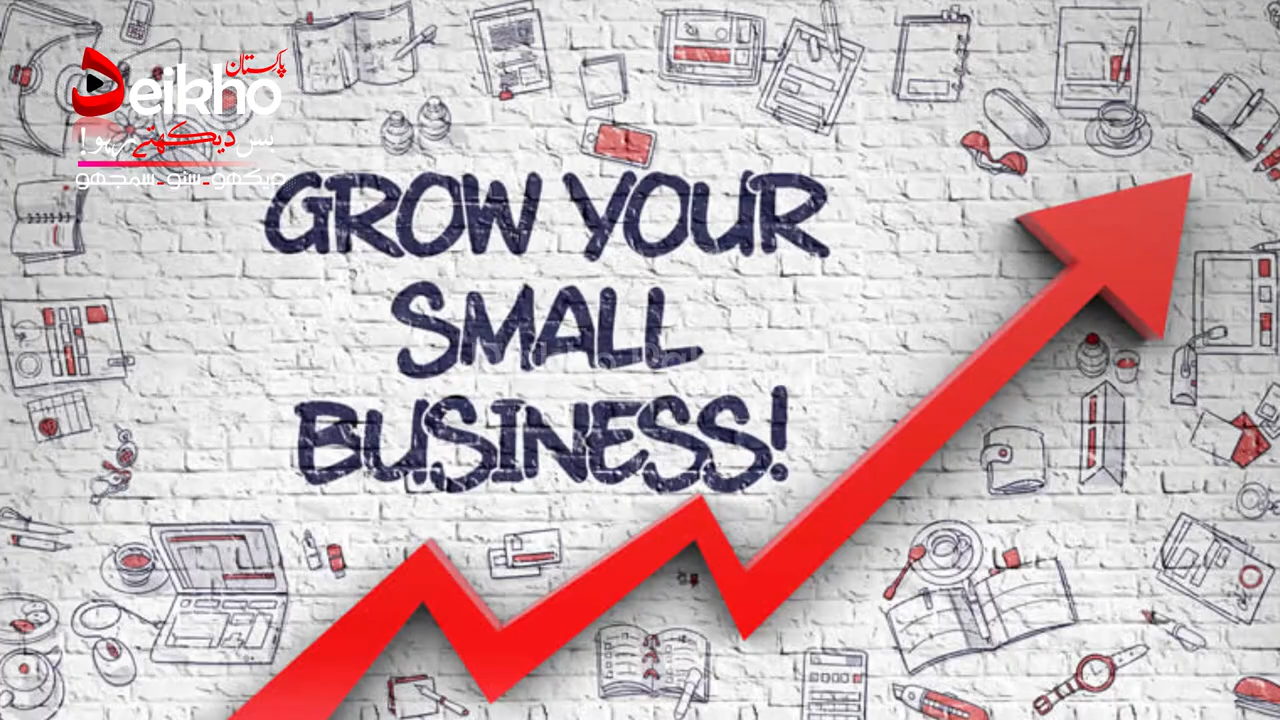 پاکستان
Deikho
بس دیکھتے رہو!
دیکھو-سنو-سمجھو
GROW YOUR
SMALL
BUSINESS!